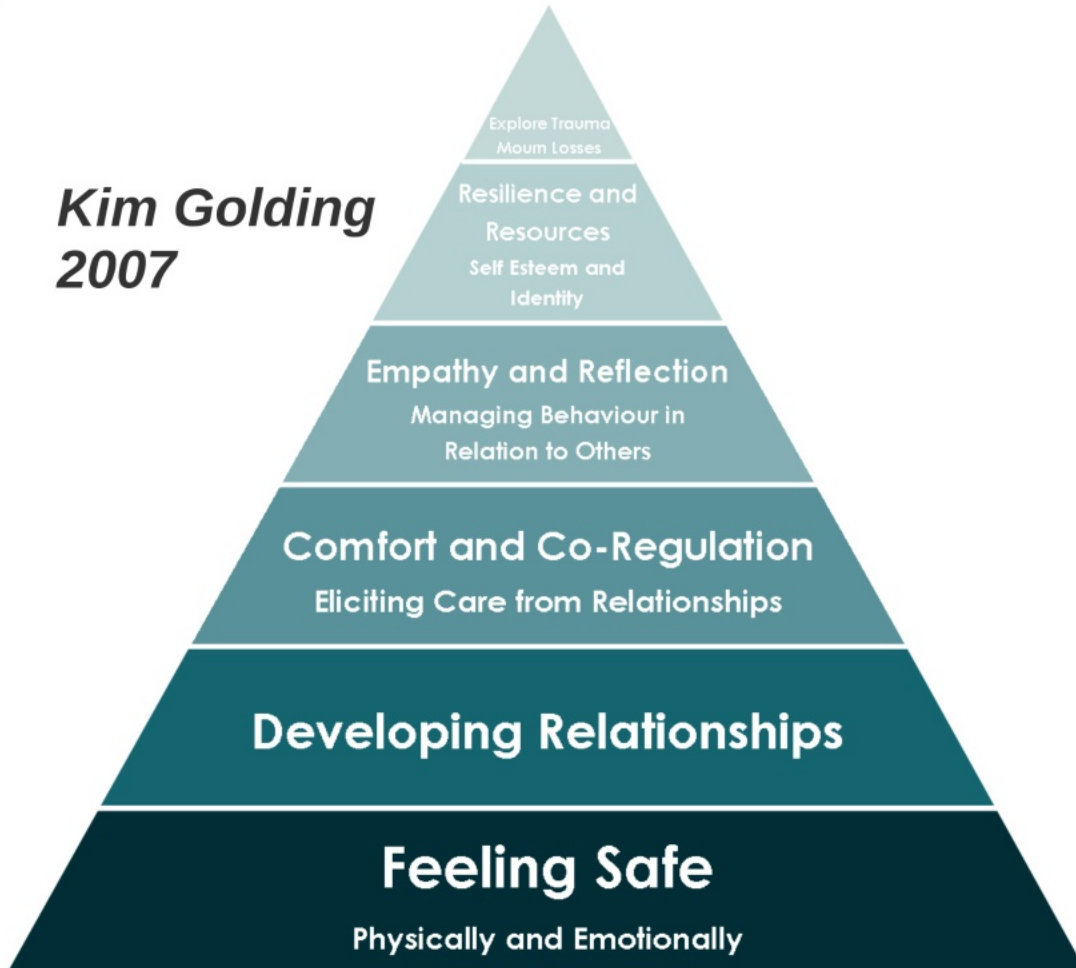 Kim Golding
2007
Explore Trauma
Mourn Losses
Resilience and
Resources
Self Esteem and
Identity
Empathy and Reflection
Managing Behaviour in
Relation to Others
Comfort and Co-Regulation
Eliciting Care from Relationships
Developing Relationships
Feeling Safe
Physically and Emotionally